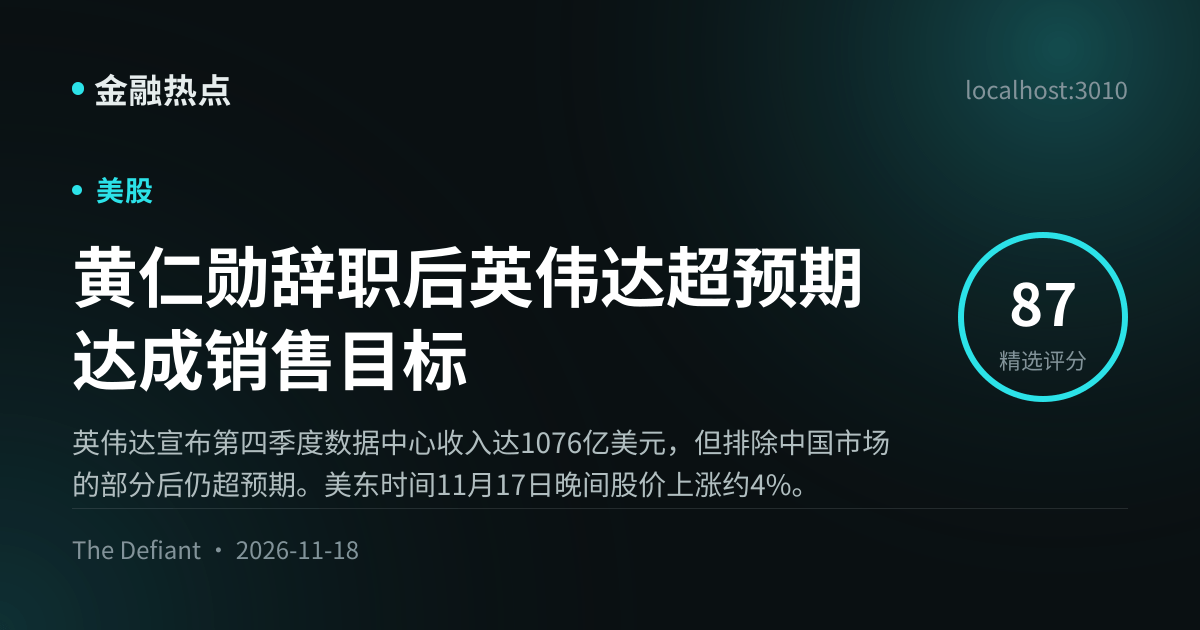 金融热点
localhost:3010
美股
黄仁勋辞职后英伟达超预期
达成销售目标
87
精选评分
英伟达宣布第四季度数据中心收入达1076亿美元，但排除中国市场
的部分后仍超预期。美东时间11月17日晚间股价上涨约4%。
The Defiant · 2026-11-18